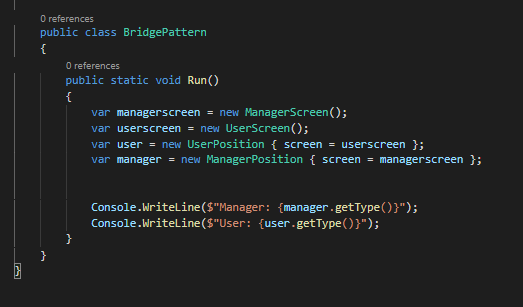 0 references
public class BridgePattern
{
0 references
public static void Run()
{
var managerscreen = new ManagerScreen();
var userscreen = new UserScreen();
var user = new UserPosition { screen = userscreen };
var manager = new ManagerPosition { screen = managerscreen };
Console.WriteLine($"Manager: {manager.getType()}");
Console.WriteLine($"User: {user.getType()}");
}
}
}